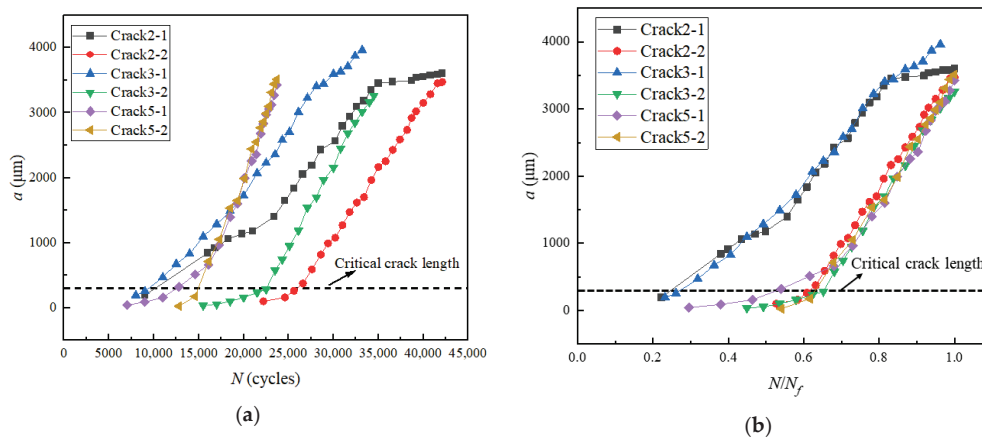 Crack2-1
Crack2-2
Crack3-1
Crack3-2
Crack5-1
Crack5-2
4000
3000
2000
1000
0
a (μm)
Critical crack length
0
5000
10,000
15,000
20,000
25,000
30,000
35,000
40,000
45,000
N (cycles)
(a)
Crack2-1
Crack2-2
Crack3-1
Crack3-2
Crack5-1
Crack5-2
4000
3000
2000
1000
0
a (μm)
Critical crack length
0.0
0.2
0.4
0.6
0.8
1.0
N/Nf
(b)